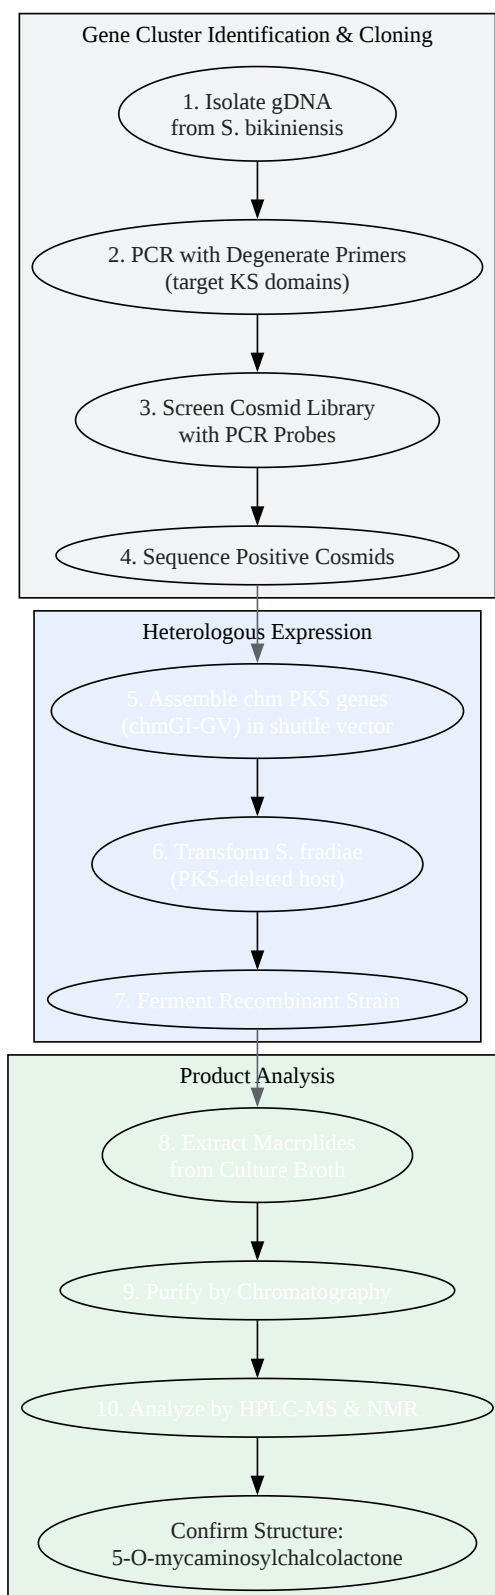 Gene Cluster Identification & Cloning
1. Isolate gDNA
from S. bikiniensis
2. PCR with Degenerate Primers
(target KS domains)
3. Screen Cosmid Library
with PCR Probes
4. Sequence Positive Cosmids
Heterologous Expression
5. Assemble chm PKS genes
(chmGI-GV) in shuttle vector
6. Transform S. fradiae
(PKS-deleted host)
7. Ferment Recombinant Strain
Product Analysis
8. Extract Macrolides
from Culture Broth
9. Purify by Chromatography
10. Analyze by HPLC-MS & NMR
Confirm Structure:
5-O-mycaminosylchalcolactone